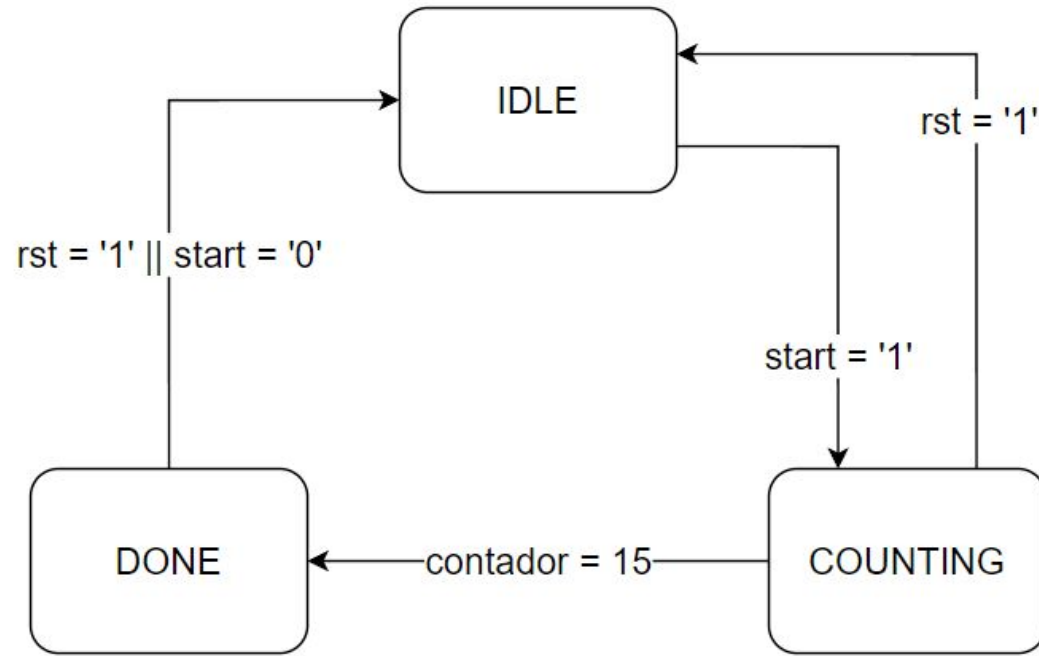 IDLE
rst = '1'
rst = '1' || start = '0'
start = '1'
DONE
contador = 15
COUNTING